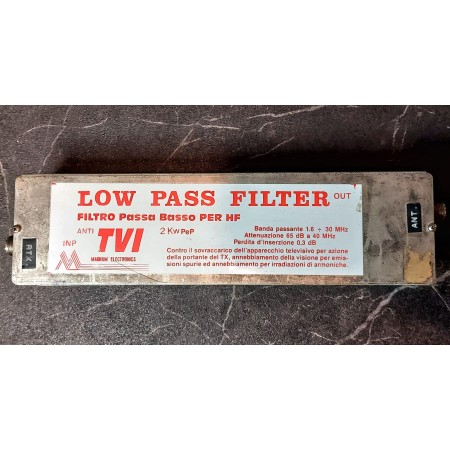 LOW PASS FILTER OUT
FILTRO Passa Basso PER HF
ANTI TVI 2 Kw PeP
INP
MAGNUM ELECTRONICS
Banda passante 1.6 ÷ 30 MHz
Attenuazione 65 dB a 40 MHz
Perdita d'inserzione 0,3 dB
Contro il sovraccarico dell'apparecchio televisivo per azione
della portante del TX, annebbiamento della visione per emis-
sioni spurie ed annebbiamento per irradiazioni di armoniche.
RTX
ANT.